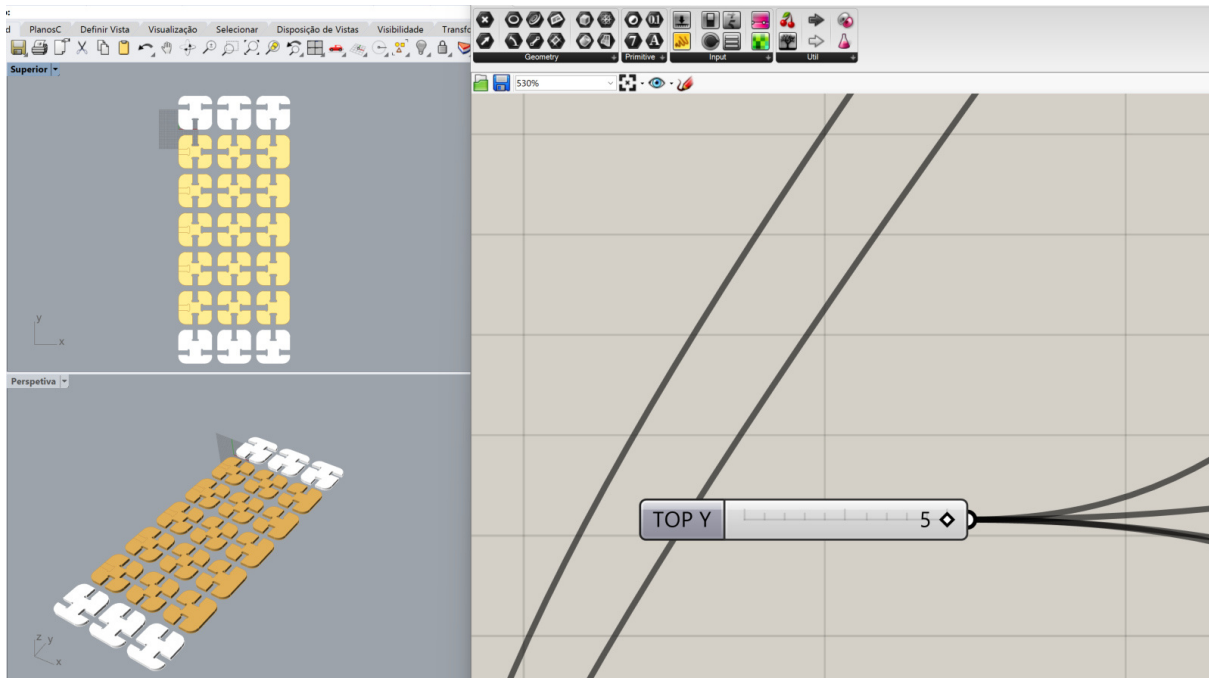 o:
d PlanosC Definir Vista Visualização Selecionar Disposição de Vistas Visibilidade Transfo
Superior
y
x
Perspetiva
z y
x
Geometry Primitive Input Util
530%
TOP Y 5